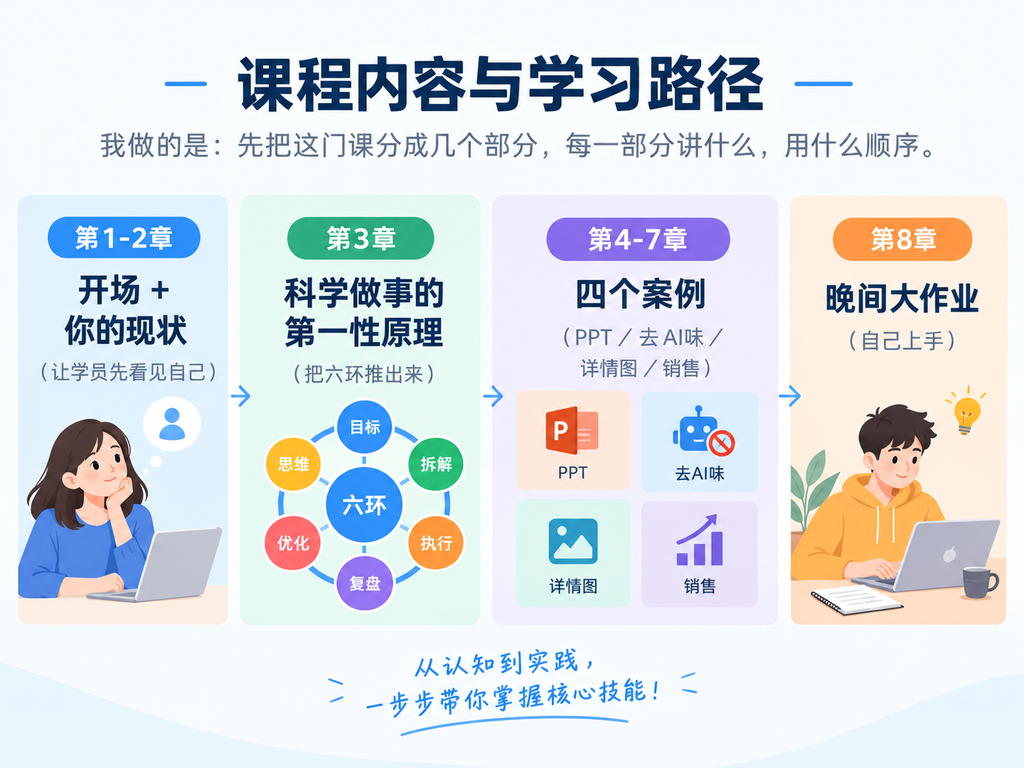 课程内容与学习路径
我做的是：先把这门课分成几个部分，每一部分讲什么，用什么顺序。
第1-2章
开场 +
你的现状
（让学员先看见自己）
第3章
科学做事的
第一性原理
（把六环推出来）
目标
思维
拆解
六环
优化
执行
复盘
第4-7章
四个案例
（PPT／去AI味／
详情图／销售）
P
PPT
去AI味
详情图
销售
第8章
晚间大作业
（自己上手）
从认知到实践，
一步步带你掌握核心技能！